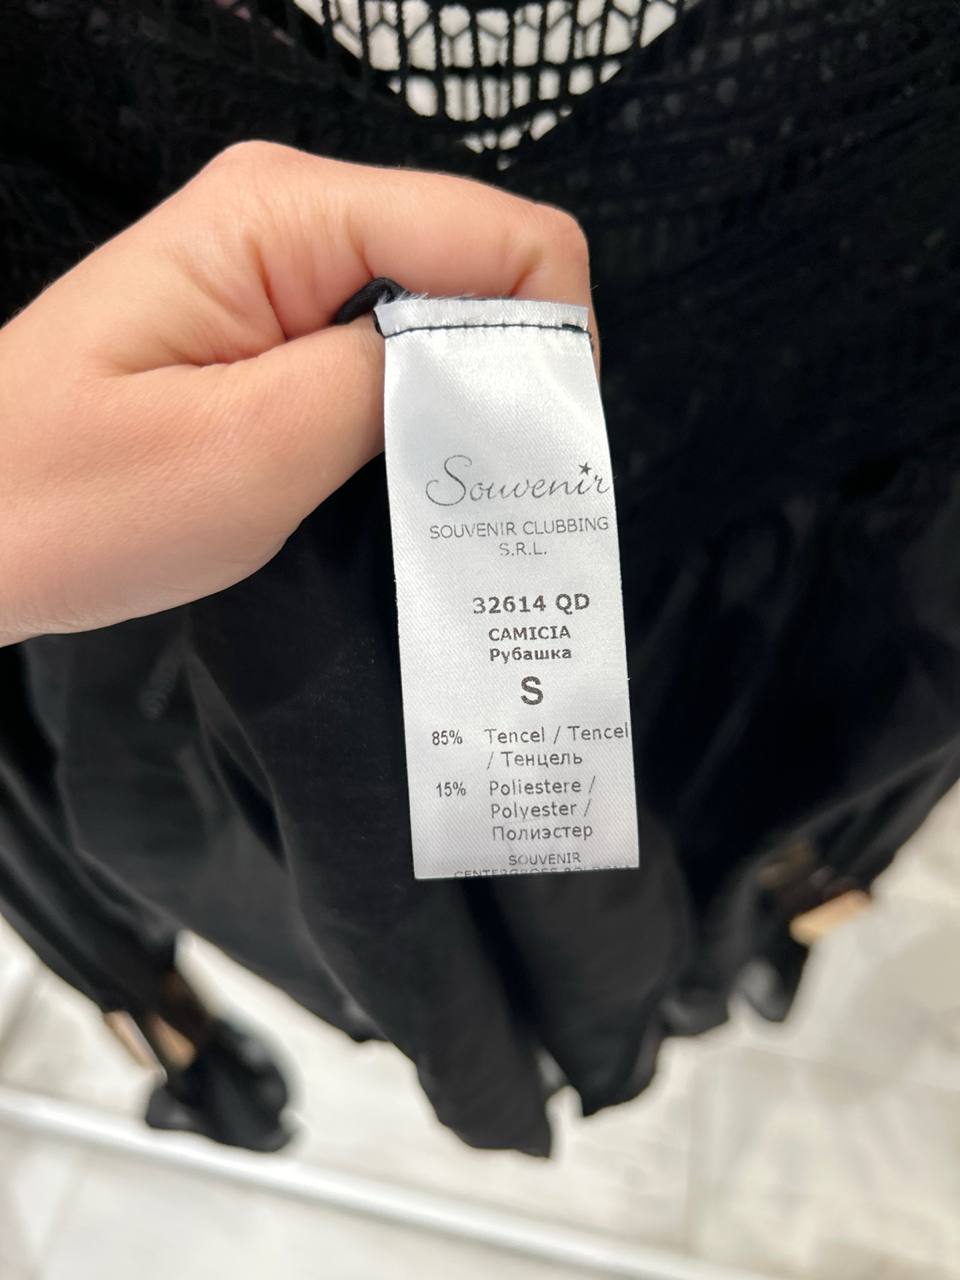 Souvenir
SOUVENIR CLUBBING
S.R.L.
32614 QD
CAMICIA
Рубашка
S
85% Tencel / Tencel
/ Тенцель
15% Poliestere /
Polyester /
Полиэстер
SOUVENIR